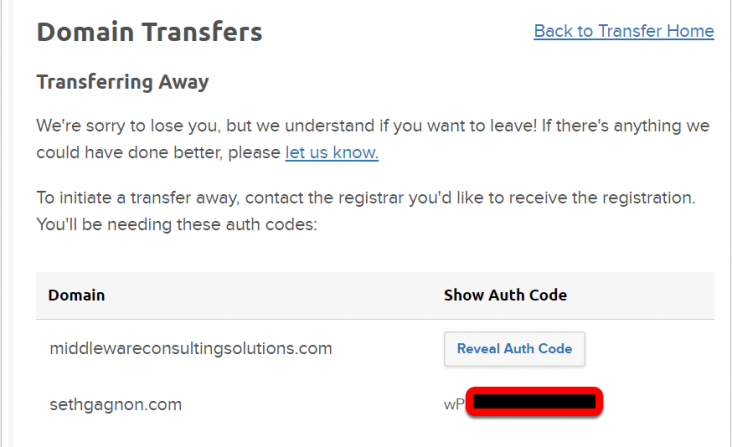 Domain Transfers
Back to Transfer Home
Transferring Away
We're sorry to lose you, but we understand if you want to leave! If there's anything we
could have done better, please let us know.
To initiate a transfer away, contact the registrar you'd like to receive the registration.
You'll be needing these auth codes:
Domain Show Auth Code
middlewareconsultingsolutions.com Reveal Auth Code
sethgagnon.com wP